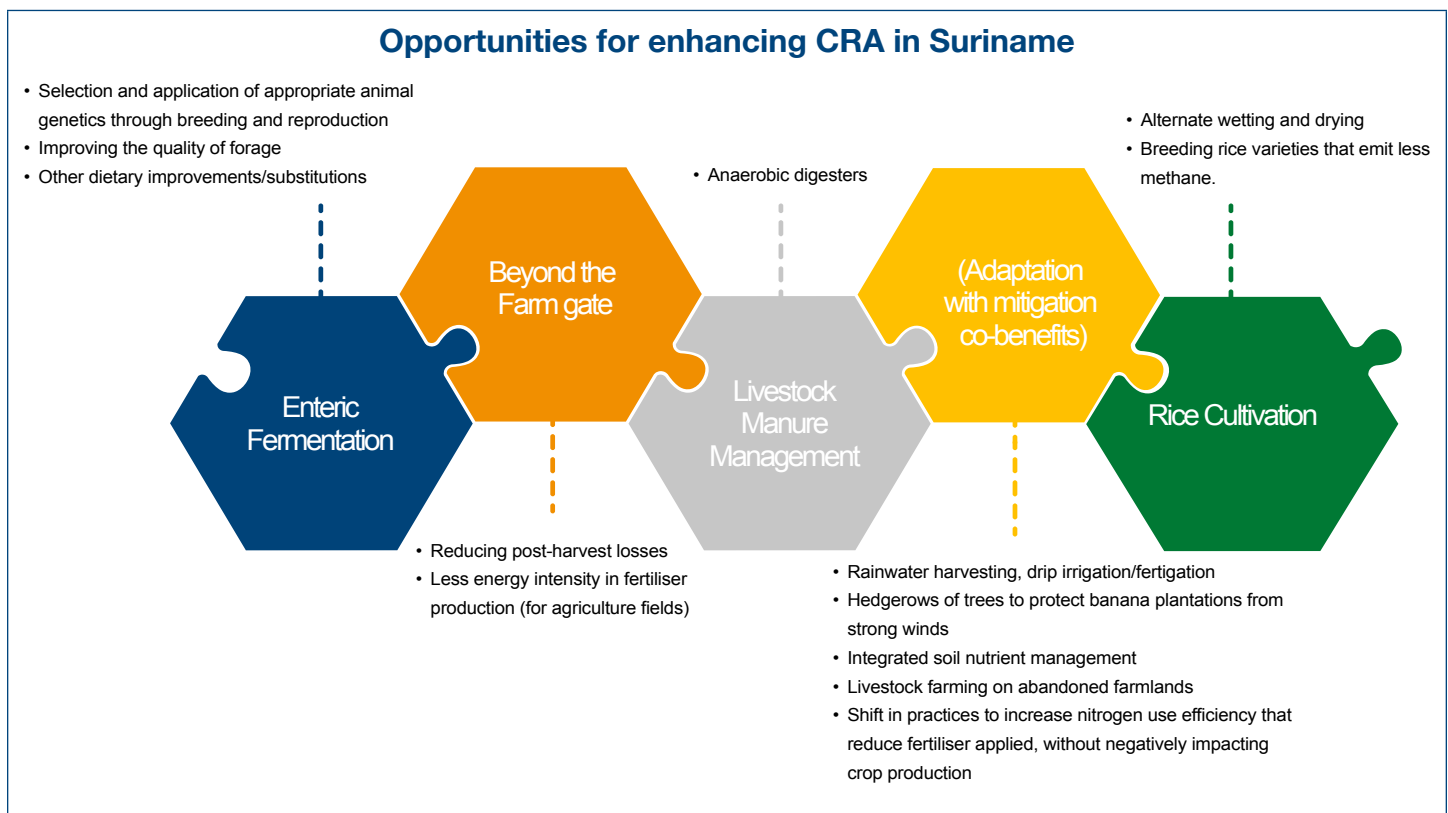 Opportunities for enhancing CRA in Suriname
• Selection and application of appropriate animal
genetics through breeding and reproduction
• Improving the quality of forage
• Other dietary improvements/substitutions
Enteric
Fermentation
Beyond the
Farm gate
• Reducing post-harvest losses
• Less energy intensity in fertiliser
production (for agriculture fields)
• Anaerobic digesters
Livestock
Manure
Management
(Adaptation
with mitigation
co-benefits)
• Rainwater harvesting, drip irrigation/fertigation
• Hedgerows of trees to protect banana plantations from
strong winds
• Integrated soil nutrient management
• Livestock farming on abandoned farmlands
• Shift in practices to increase nitrogen use efficiency that
reduce fertiliser applied, without negatively impacting
crop production
• Alternate wetting and drying
• Breeding rice varieties that emit less
methane.
Rice Cultivation